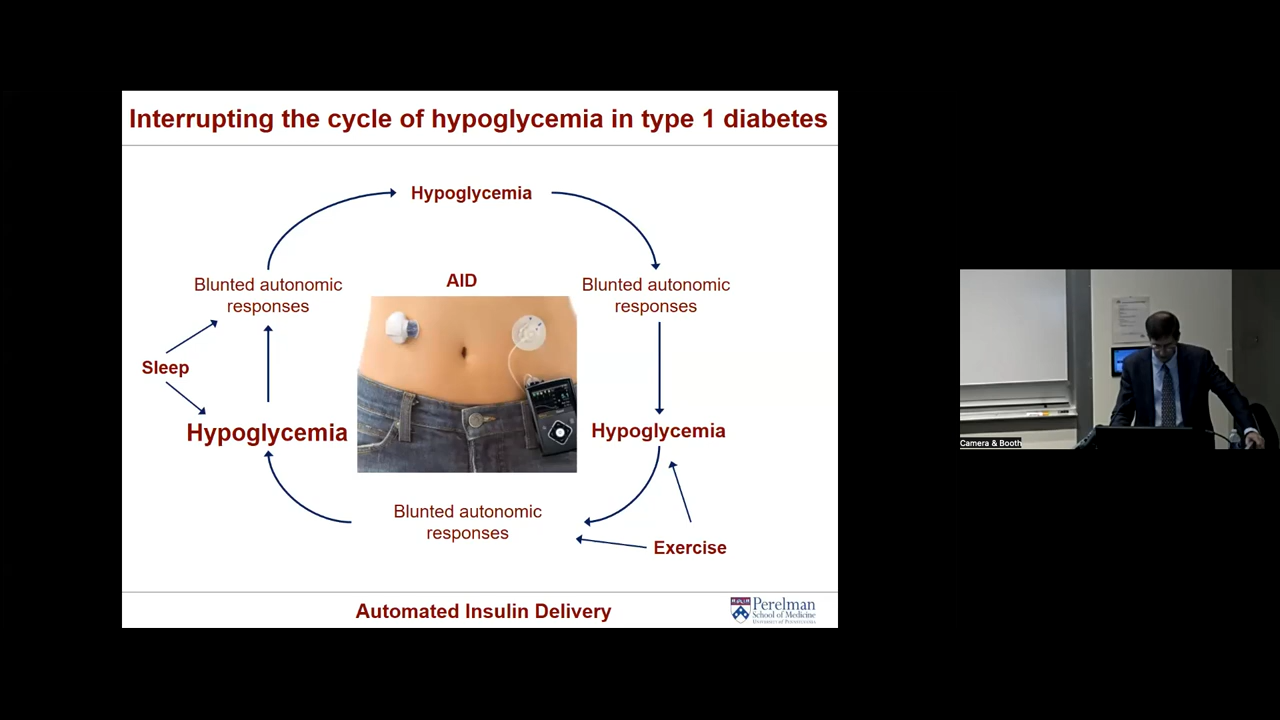 Interrupting the cycle of hypoglycemia in type 1 diabetes
Hypoglycemia
Blunted autonomic
responses
AID
Blunted autonomic
responses
Sleep
Hypoglycemia
Hypoglycemia
Blunted autonomic
responses
Exercise
Automated Insulin Delivery
Perelman
School of Medicine
University of Pennsylvania
Camera & Booth